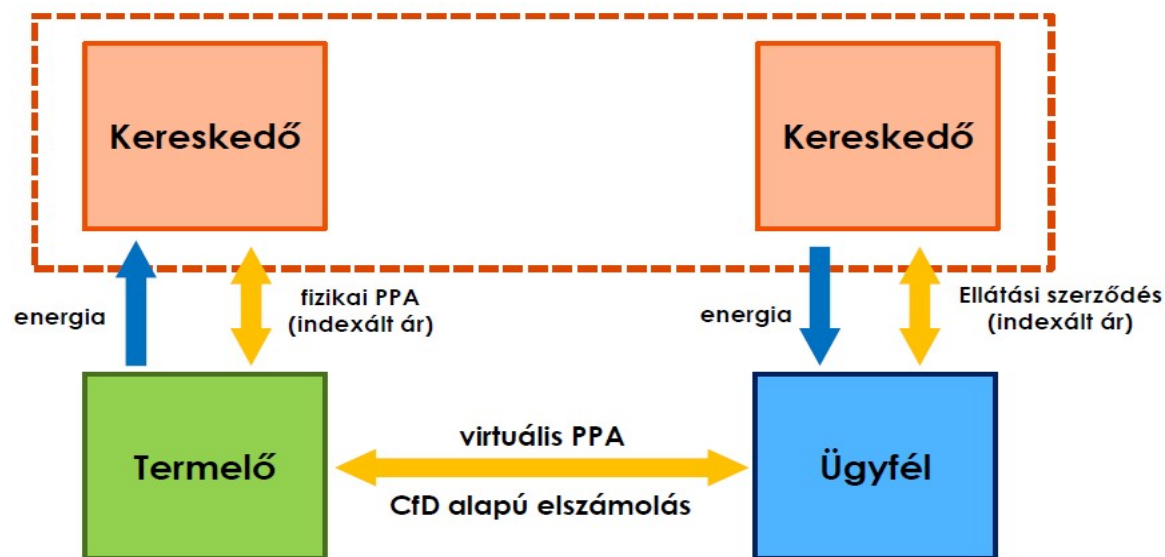 Kereskedő
Kereskedő
energia
fizikai PPA
(indexált ár)
energia
Ellátási szerződés
(indexált ár)
Termelő
virtuális PPA
CfD alapú elszámolás
Ügyfél